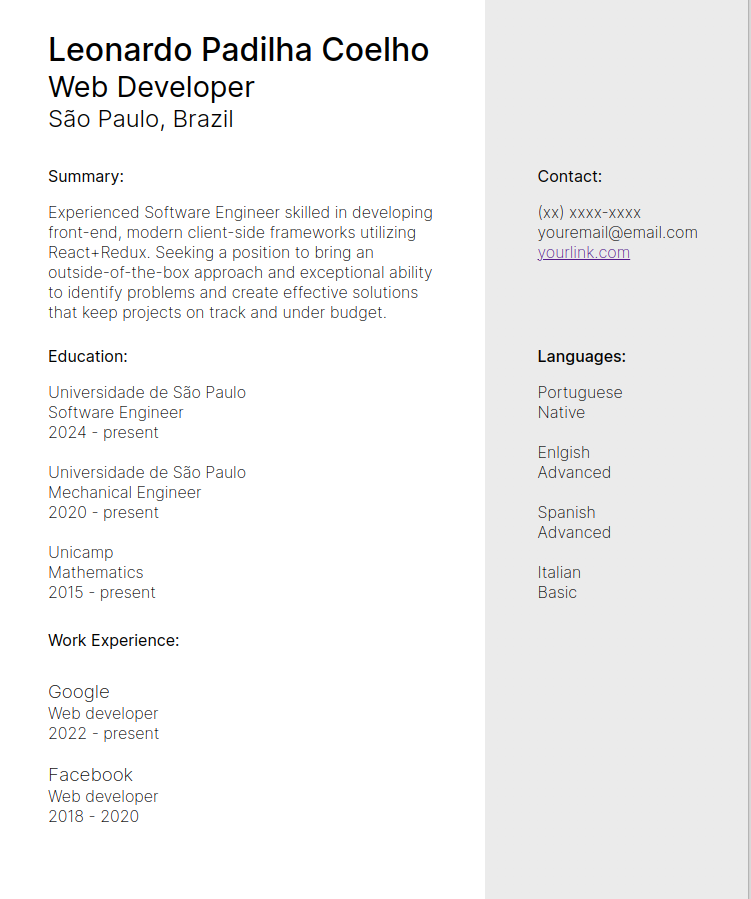 Leonardo Padilha Coelho
Web Developer
São Paulo, Brazil
Summary:
Experienced Software Engineer skilled in developing
front-end, modern client-side frameworks utilizing
React+Redux. Seeking a position to bring an
outside-of-the-box approach and exceptional ability
to identify problems and create effective solutions
that keep projects on track and under budget.
Education:
Universidade de São Paulo
Software Engineer
2024 - present
Universidade de São Paulo
Mechanical Engineer
2020 - present
Unicamp
Mathematics
2015 - present
Work Experience:
Google
Web developer
2022 - present
Facebook
Web developer
2018 - 2020
Contact:
(xx) xxxx-xxxx
youremail@email.com
yourlink.com
Languages:
Portuguese
Native
Enlgish
Advanced
Spanish
Advanced
Italian
Basic